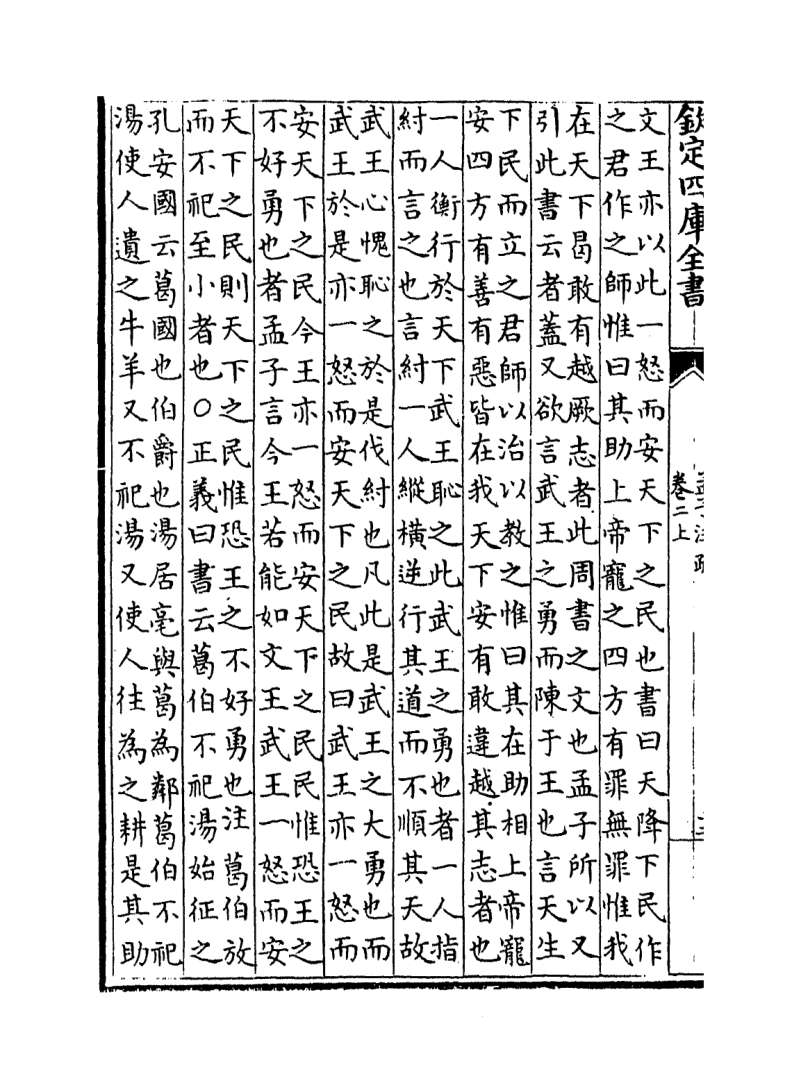 欽定四庫全書
卷二上
文王亦以此一怒而安天下之民也書曰天降下民作
之君作之師惟曰其助上帝寵之四方有罪無罪惟我
在天下曷敢有越厥志者此周書之文也孟子所以又
引此書云者蓋又欲言武王之勇而陳于王也言天生
下民而立之君師以治以教之惟曰其在助相上帝寵
安四方有善有惡皆在我天下安有敢違越其志者也
一人衡行於天下武王恥之此武王之勇也者一人指
紂而言之也言紂一人縱橫逆行其道而不順其天故
武王心愧恥之於是伐紂也凡此是武王之大勇也而
武王於是亦一怒而安天下之民故曰武王亦一怒而
安天下之民今王亦一怒而安天下之民民惟恐王之
不好勇也者孟子言今王若能如文王武王一怒而安
天下之民則天下之民惟恐王之不好勇也注葛伯放
而不祀至小者也○正義曰書云葛伯不祀湯始征之
孔安國云葛國也伯爵也湯居亳與葛為鄰葛伯不祀
湯使人遺之牛羊又不祀湯又使人往為之耕是其助